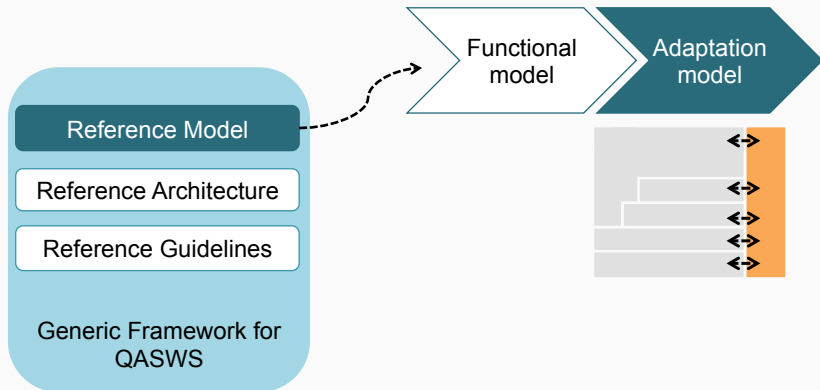 Functional
model
Adaptation
model
Reference Model
Reference Architecture
Reference Guidelines
Generic Framework for
QASWS